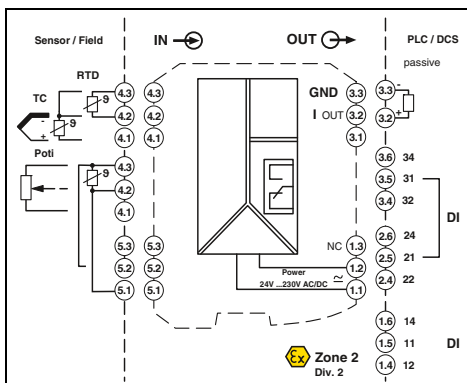 Sensor / Field
IN
OUT
PLC / DCS
passive
RTD
TC
ϑ
4.3
4.3
GND
3.3
3.3
-
-
ϑ
4.2
4.2
I OUT
3.2
3.2
+
+
4.1
4.1
3.1
Poti
4.3
3.6 34
ϑ
4.2
3.5 31
4.1
3.4 32
DI
2.6 24
5.3
5.3
NC
1.3
2.5 21
5.2
5.2
Power
1.2
2.4 22
5.1
5.1
24V ...230V AC/DC
≂
1.1
1.6 14
Ex
Zone 2
1.5 11
DI
Div. 2
1.4 12